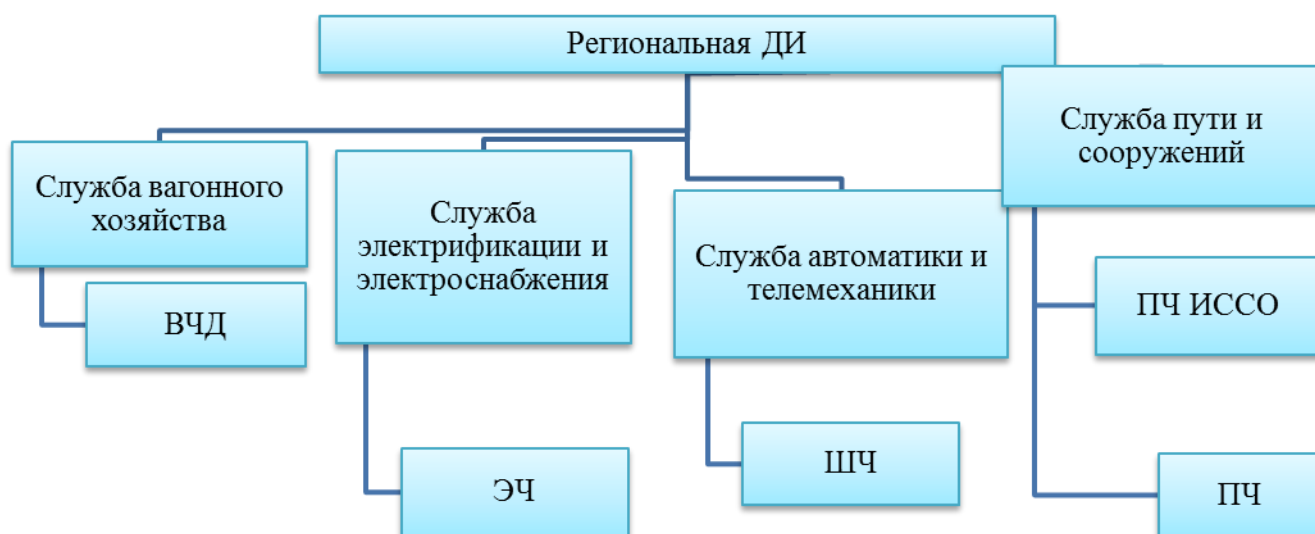 Региональная ДИ
Служба пути и
сооружений
Служба вагонного
хозяйства
Служба
электрификации и
электроснабжения
Служба автоматики и
телемеханики
ПЧ ИССО
ВЧД
ЭЧ
ШЧ
ПЧ